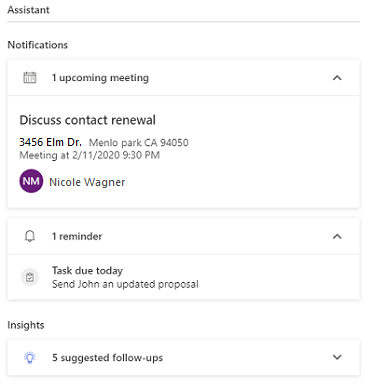 Assistant
Notifications
1 upcoming meeting
Discuss contact renewal
3456 Elm Dr. Menlo park CA 94050
Meeting at 2/11/2020 9:30 PM
NM Nicole Wagner
1 reminder
Task due today
Send John an updated proposal
Insights
5 suggested follow-ups